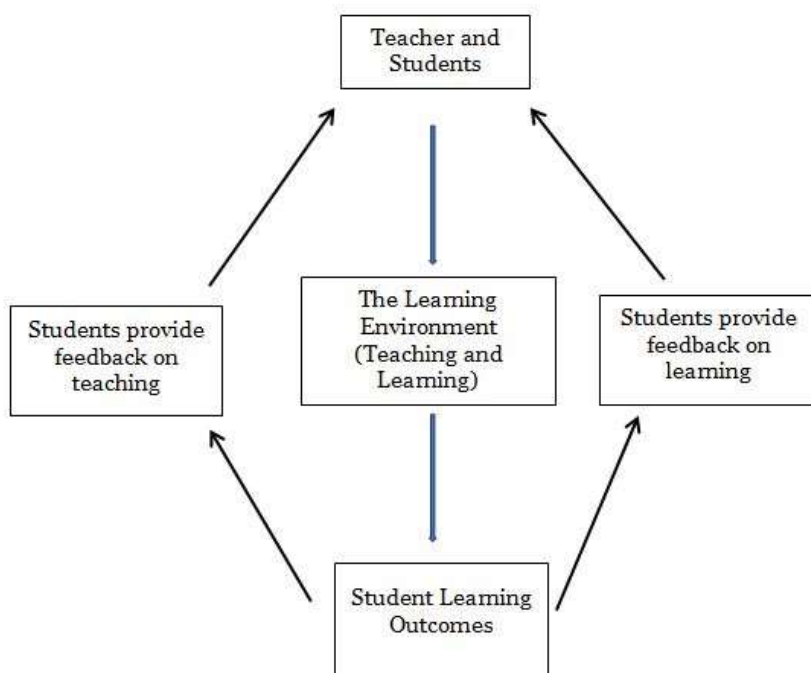 Teacher and
Students
Students provide
feedback on
teaching
The Learning
Environment
(Teaching and
Learning)
Students provide
feedback on
learning
Student Learning
Outcomes